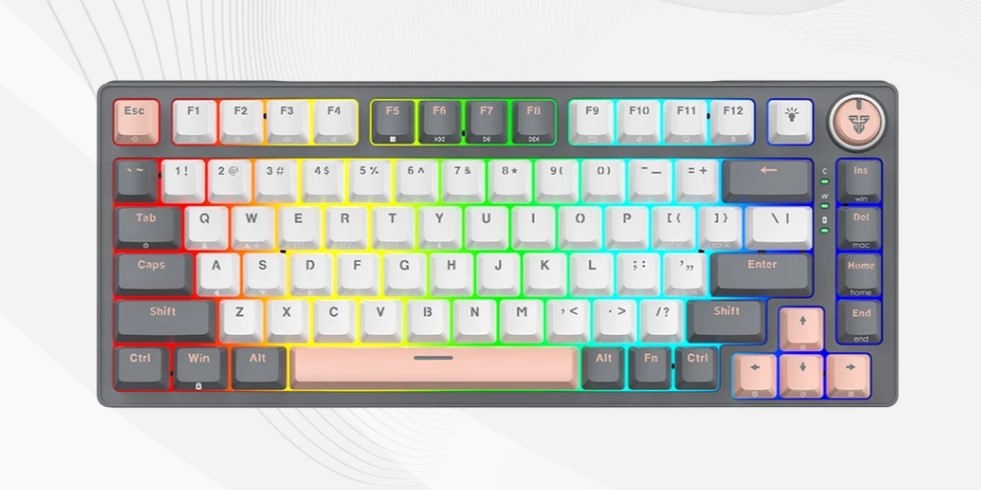 Esc F1 F2 F3 F4 F5 F6 F7 F8 F9 F10 F11 F12
` ~ 1! 2@ 3# 4$ 5% 6^ 7& 8* 9( 0) -_ =+ ← Ins
win
Tab Q W E R T Y U I O P [{ ]} \| Del
mac
Caps A S D F G H J K L ;: '" Enter Home
home
Shift Z X C V B N M ,< .> /? Shift ↑ End
end
Ctrl Win Alt Alt Fn Ctrl ← ↓ →